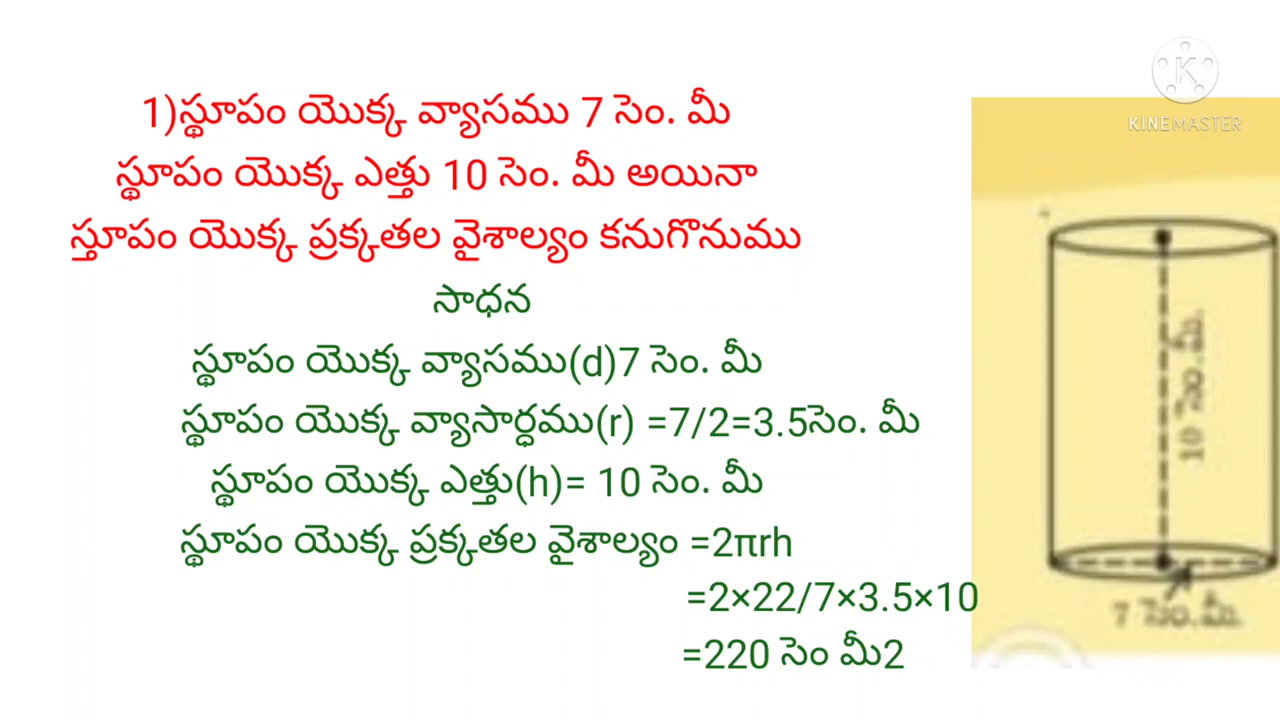 1)స్థూపం యొక్క వ్యాసము 7 సెం. మీ
స్థూపం యొక్క ఎత్తు 10 సెం. మీ అయినా
స్తూపం యొక్క ప్రక్కతల వైశాల్యం కనుగొనుము
సాధన
స్థూపం యొక్క వ్యాసము(d)7 సెం. మీ
స్థూపం యొక్క వ్యాసార్ధము(r) =7/2=3.5సెం. మీ
స్థూపం యొక్క ఎత్తు(h)= 10 సెం. మీ
స్థూపం యొక్క ప్రక్కతల వైశాల్యం =2πrh
=2×22/7×3.5×10
=220 సెం మీ2
K
KINEMASTER
10 సెం.మీ.
7 సెం.మీ.